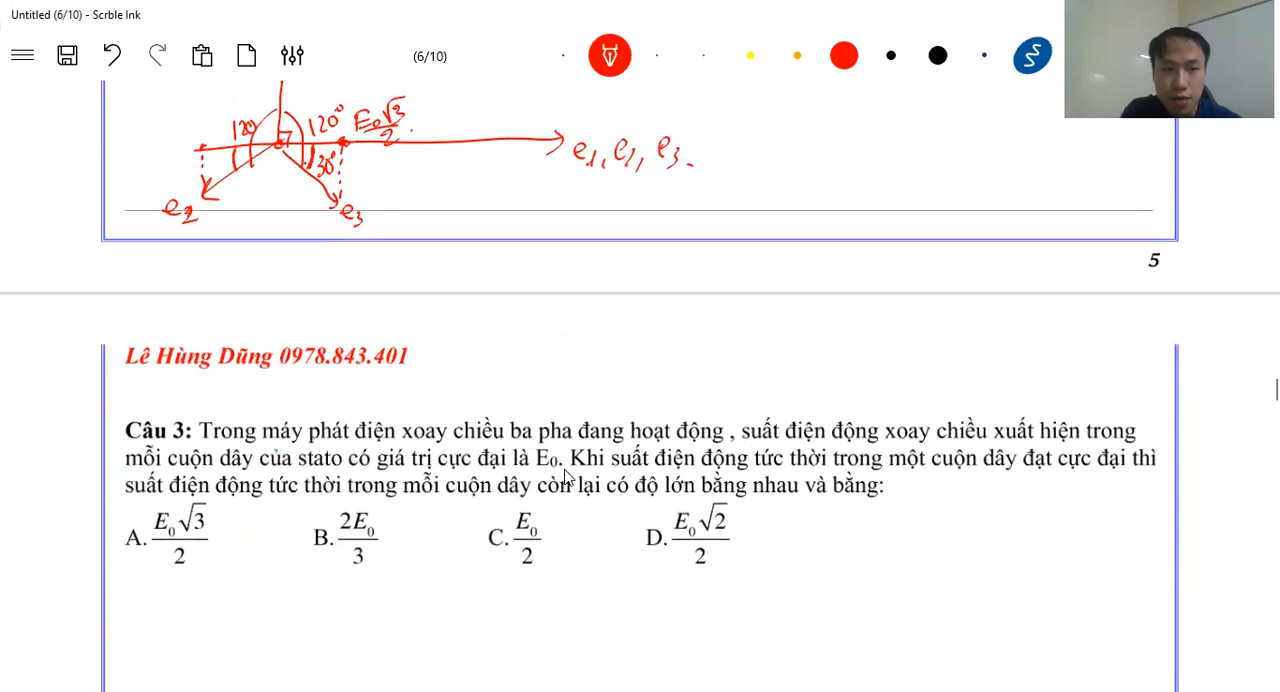 Untitled (6/10) - Scrble Ink
(6/10)
120° E₀√3/2
120
30°
e1, e2, e3
e2
e3
5
Lê Hùng Dũng 0978.843.401
Câu 3: Trong máy phát điện xoay chiều ba pha đang hoạt động , suất điện động xoay chiều xuất hiện trong
mỗi cuộn dây của stato có giá trị cực đại là E₀. Khi suất điện động tức thời trong một cuộn dây đạt cực đại thì
suất điện động tức thời trong mỗi cuộn dây còn lại có độ lớn bằng nhau và bằng:
A. E₀√3/2 B. 2E₀/3 C. E₀/2 D. E₀√2/2